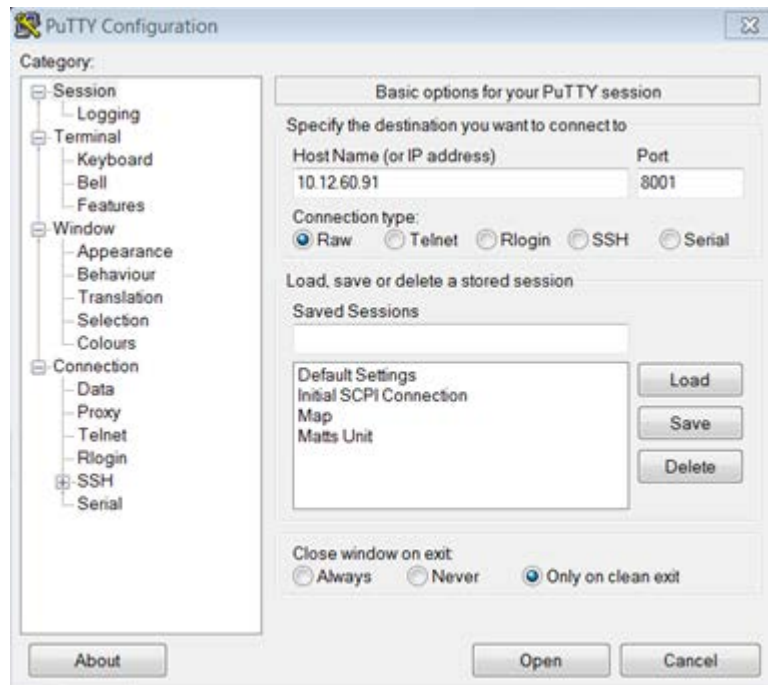 PuTTY Configuration
Category:
Session
Logging
Terminal
Keyboard
Bell
Features
Window
Appearance
Behaviour
Translation
Selection
Colours
Connection
Data
Proxy
Telnet
Rlogin
SSH
Serial
Basic options for your PuTTY session
Specify the destination you want to connect to
Host Name (or IP address) Port
10.12.60.91 8001
Connection type:
Raw Telnet Rlogin SSH Serial
Load, save or delete a stored session
Saved Sessions
Default Settings
Initial SCPI Connection
Map
Matts Unit
Load
Save
Delete
Close window on exit:
Always Never Only on clean exit
About Open Cancel